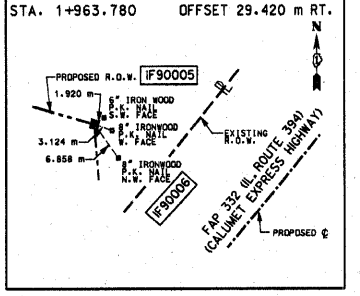 STA. 1+963.780 OFFSET 29.420 m RT.
N
PROPOSED R.O.W.
IF90005
1.920 m
6" IRON WOOD
P.K. NAIL
S.W. FACE
8" IRONWOOD
P.K. NAIL
W. FACE
3.124 m
6.858 m
8" IRONWOOD
P.K. NAIL
N.W. FACE
EXISTING
R.O.W.
IF90006
FAP 332 (IL. ROUTE 394)
(CALUMET EXPRESS HIGHWAY)
PROPOSED ℄